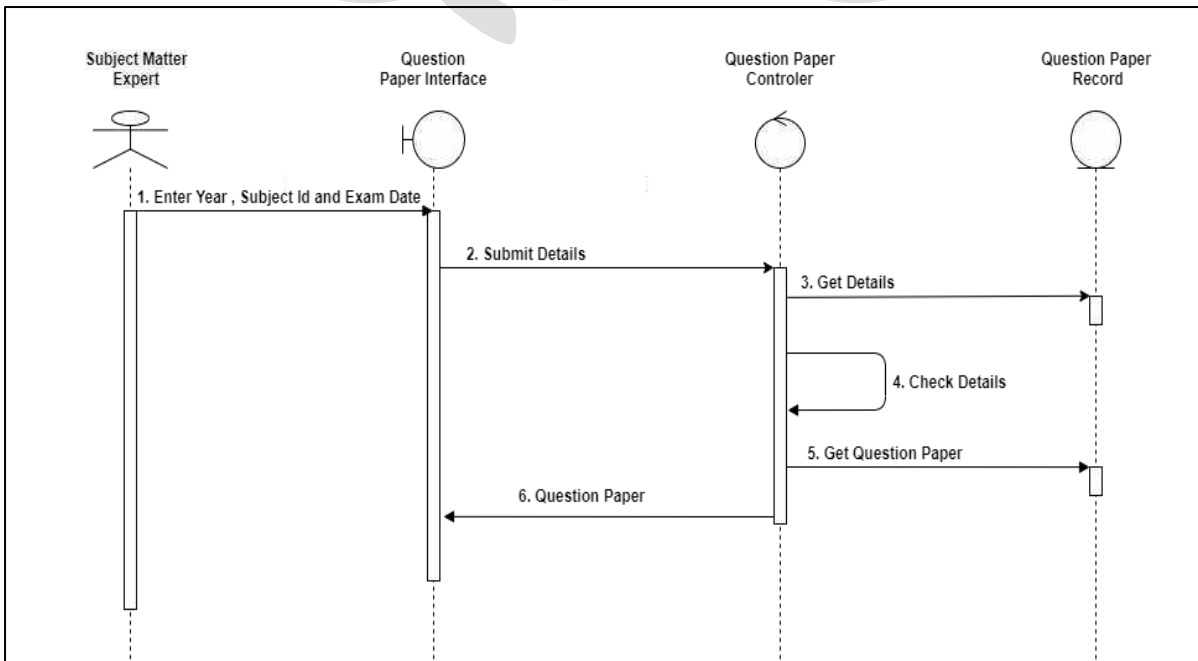 Subject Matter
Expert
Question
Paper Interface
Question Paper
Controler
Question Paper
Record
1. Enter Year , Subject Id and Exam Date
2. Submit Details
3. Get Details
4. Check Details
5. Get Question Paper
6. Question Paper